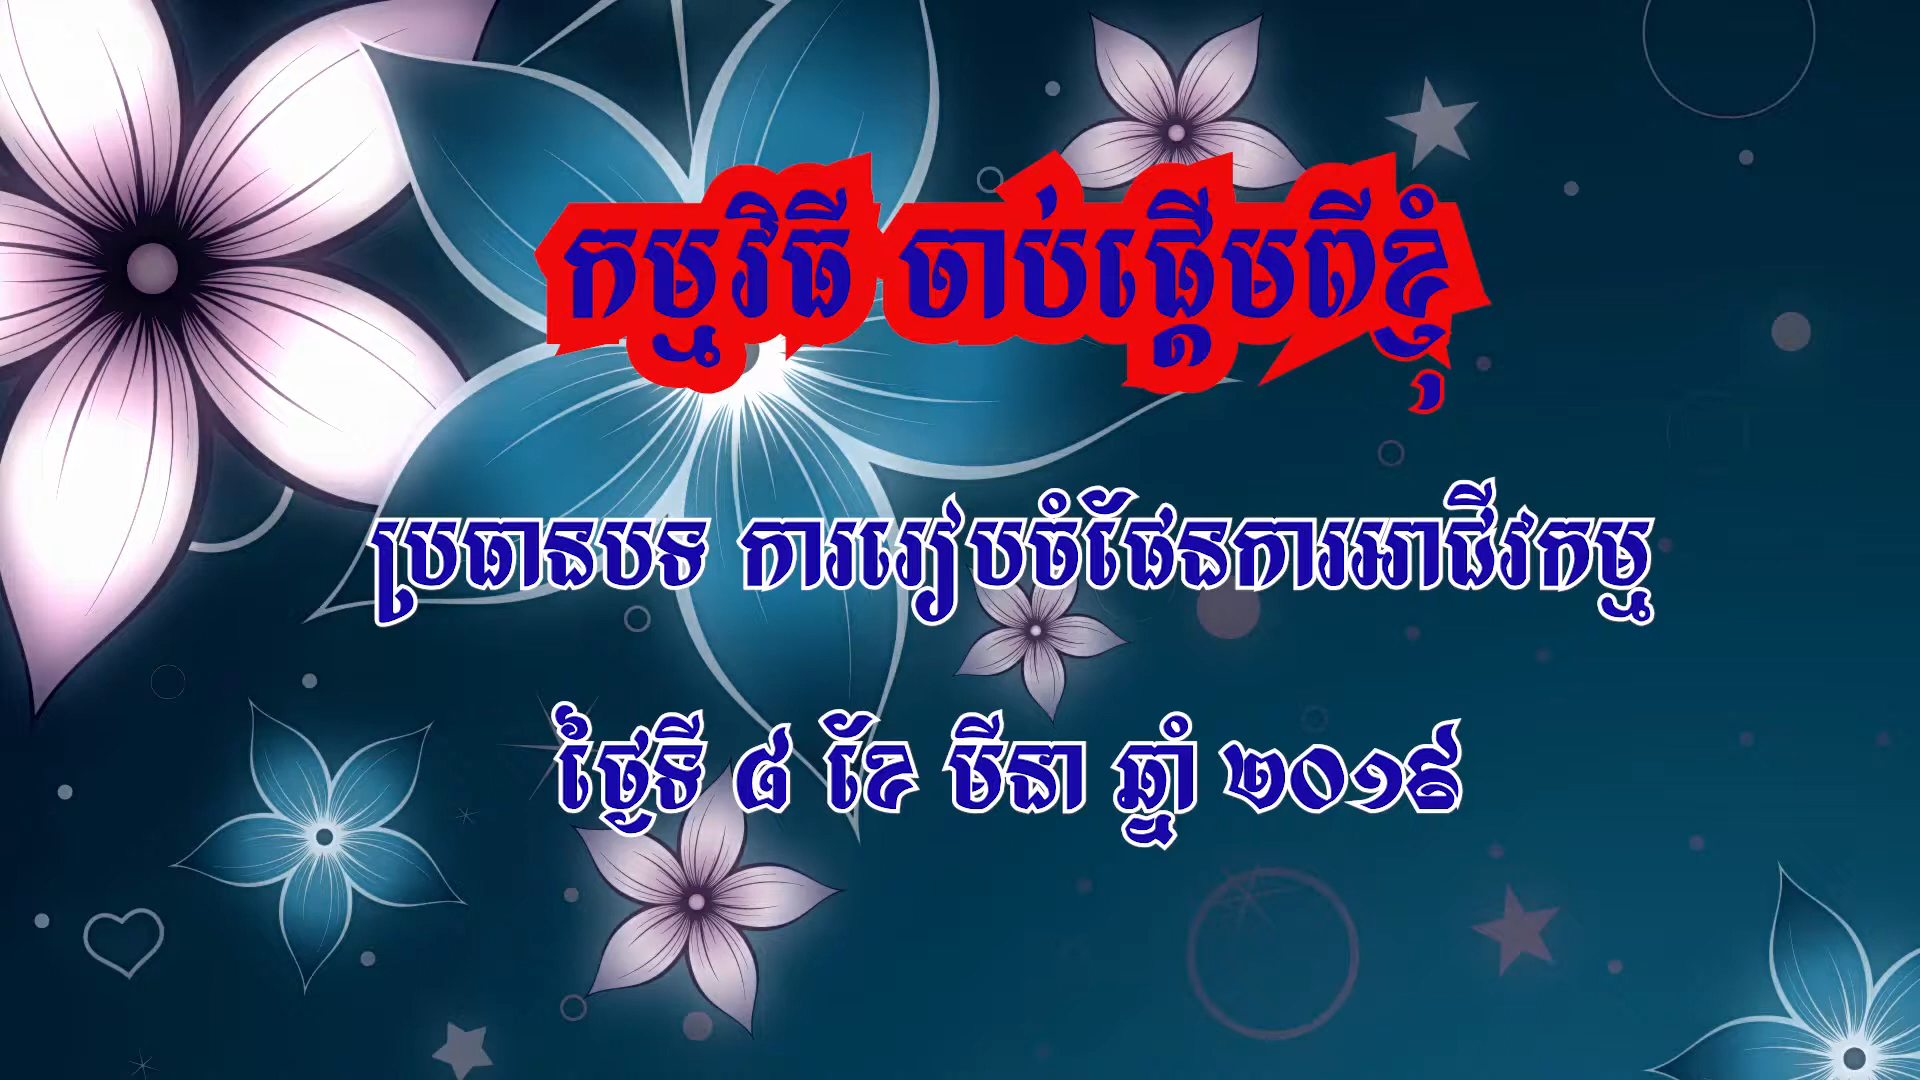 កម្មវិធី ចាប់ផ្ដើមពីខ្ញុំ
ប្រធានបទ ការរៀបចំផែនការអាជីវកម្ម
ថ្ងៃទី ៨ ខែ មីនា ឆ្នាំ ២០១៩